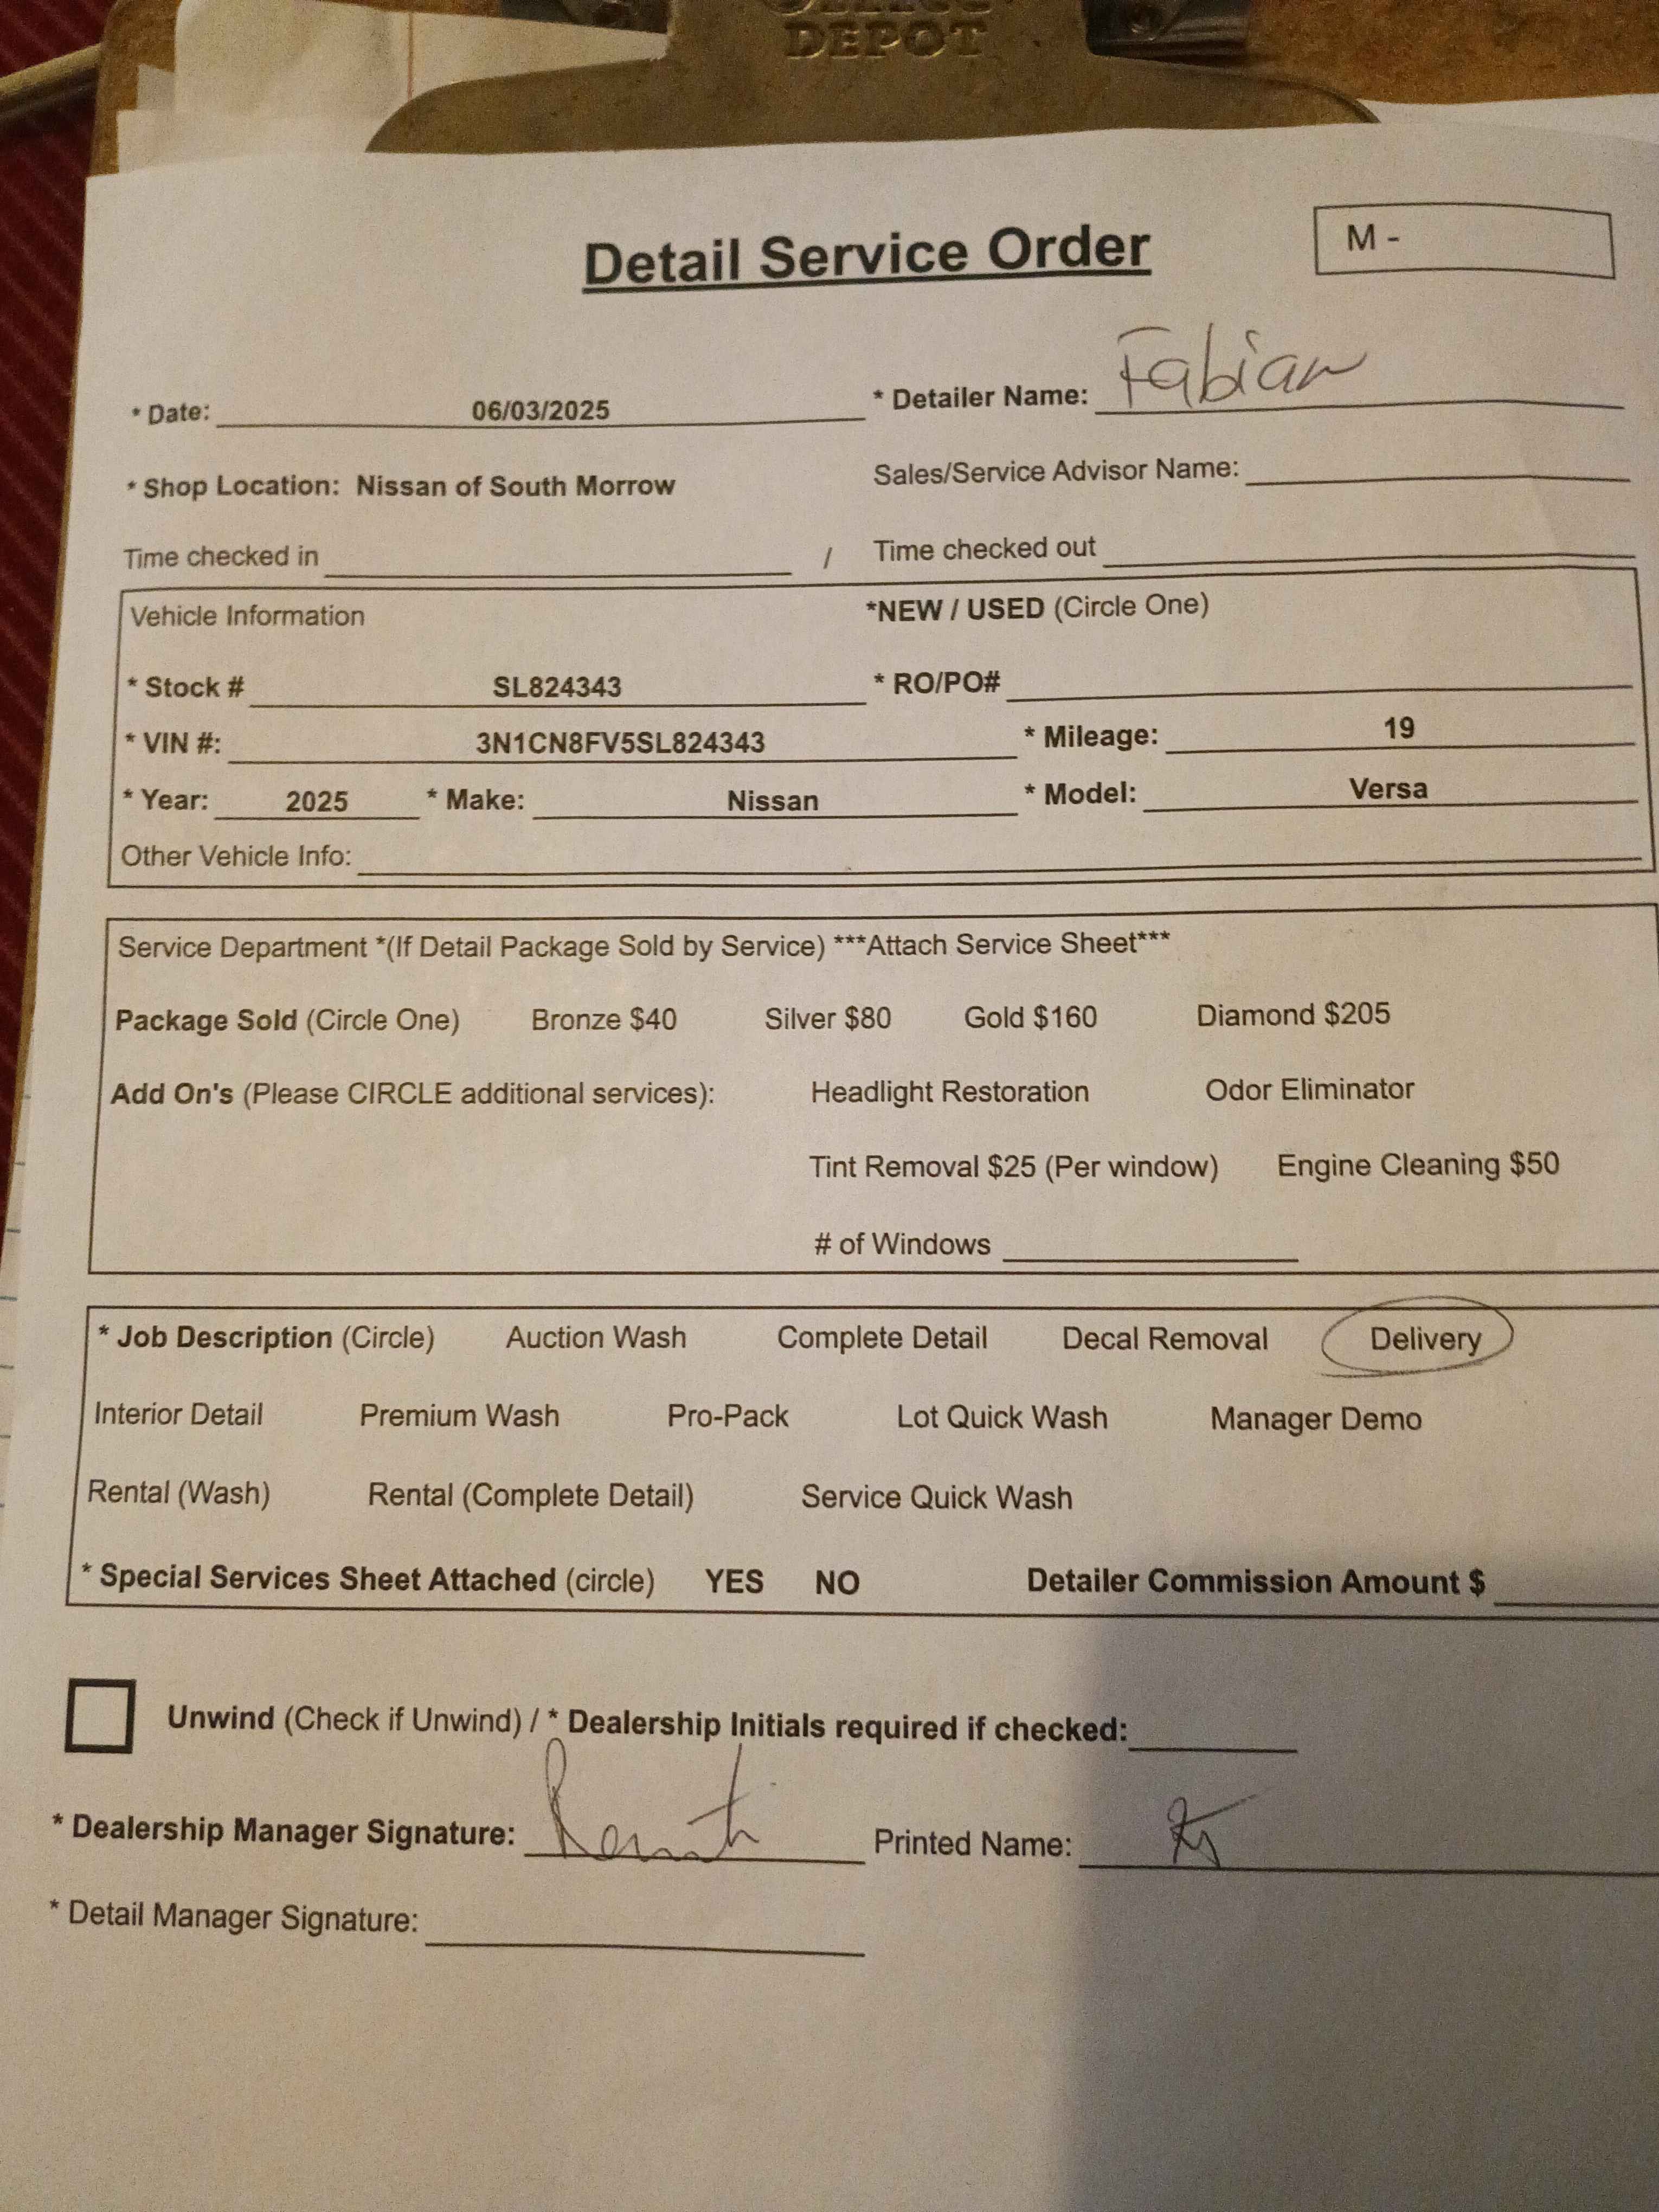 DEPOT
Detail Service Order
M -
* Date: 06/03/2025 * Detailer Name: Fabian
* Shop Location: Nissan of South Morrow Sales/Service Advisor Name:
Time checked in / Time checked out
Vehicle Information *NEW / USED (Circle One)
* Stock # SL824343 * RO/PO#
* VIN #: 3N1CN8FV5SL824343 * Mileage: 19
* Year: 2025 * Make: Nissan * Model: Versa
Other Vehicle Info:
Service Department *(If Detail Package Sold by Service) ***Attach Service Sheet***
Package Sold (Circle One) Bronze $40 Silver $80 Gold $160 Diamond $205
Add On's (Please CIRCLE additional services): Headlight Restoration Odor Eliminator
Tint Removal $25 (Per window) Engine Cleaning $50
# of Windows
* Job Description (Circle) Auction Wash Complete Detail Decal Removal Delivery
Interior Detail Premium Wash Pro-Pack Lot Quick Wash Manager Demo
Rental (Wash) Rental (Complete Detail) Service Quick Wash
* Special Services Sheet Attached (circle) YES NO Detailer Commission Amount $
Unwind (Check if Unwind) / * Dealership Initials required if checked:
* Dealership Manager Signature: Printed Name:
* Detail Manager Signature: